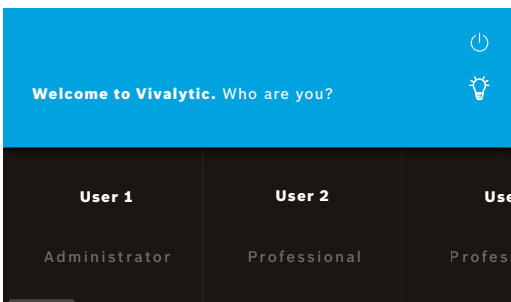 Welcome to Vivalytic. Who are you?
User 1
User 2
Administrator
Professional